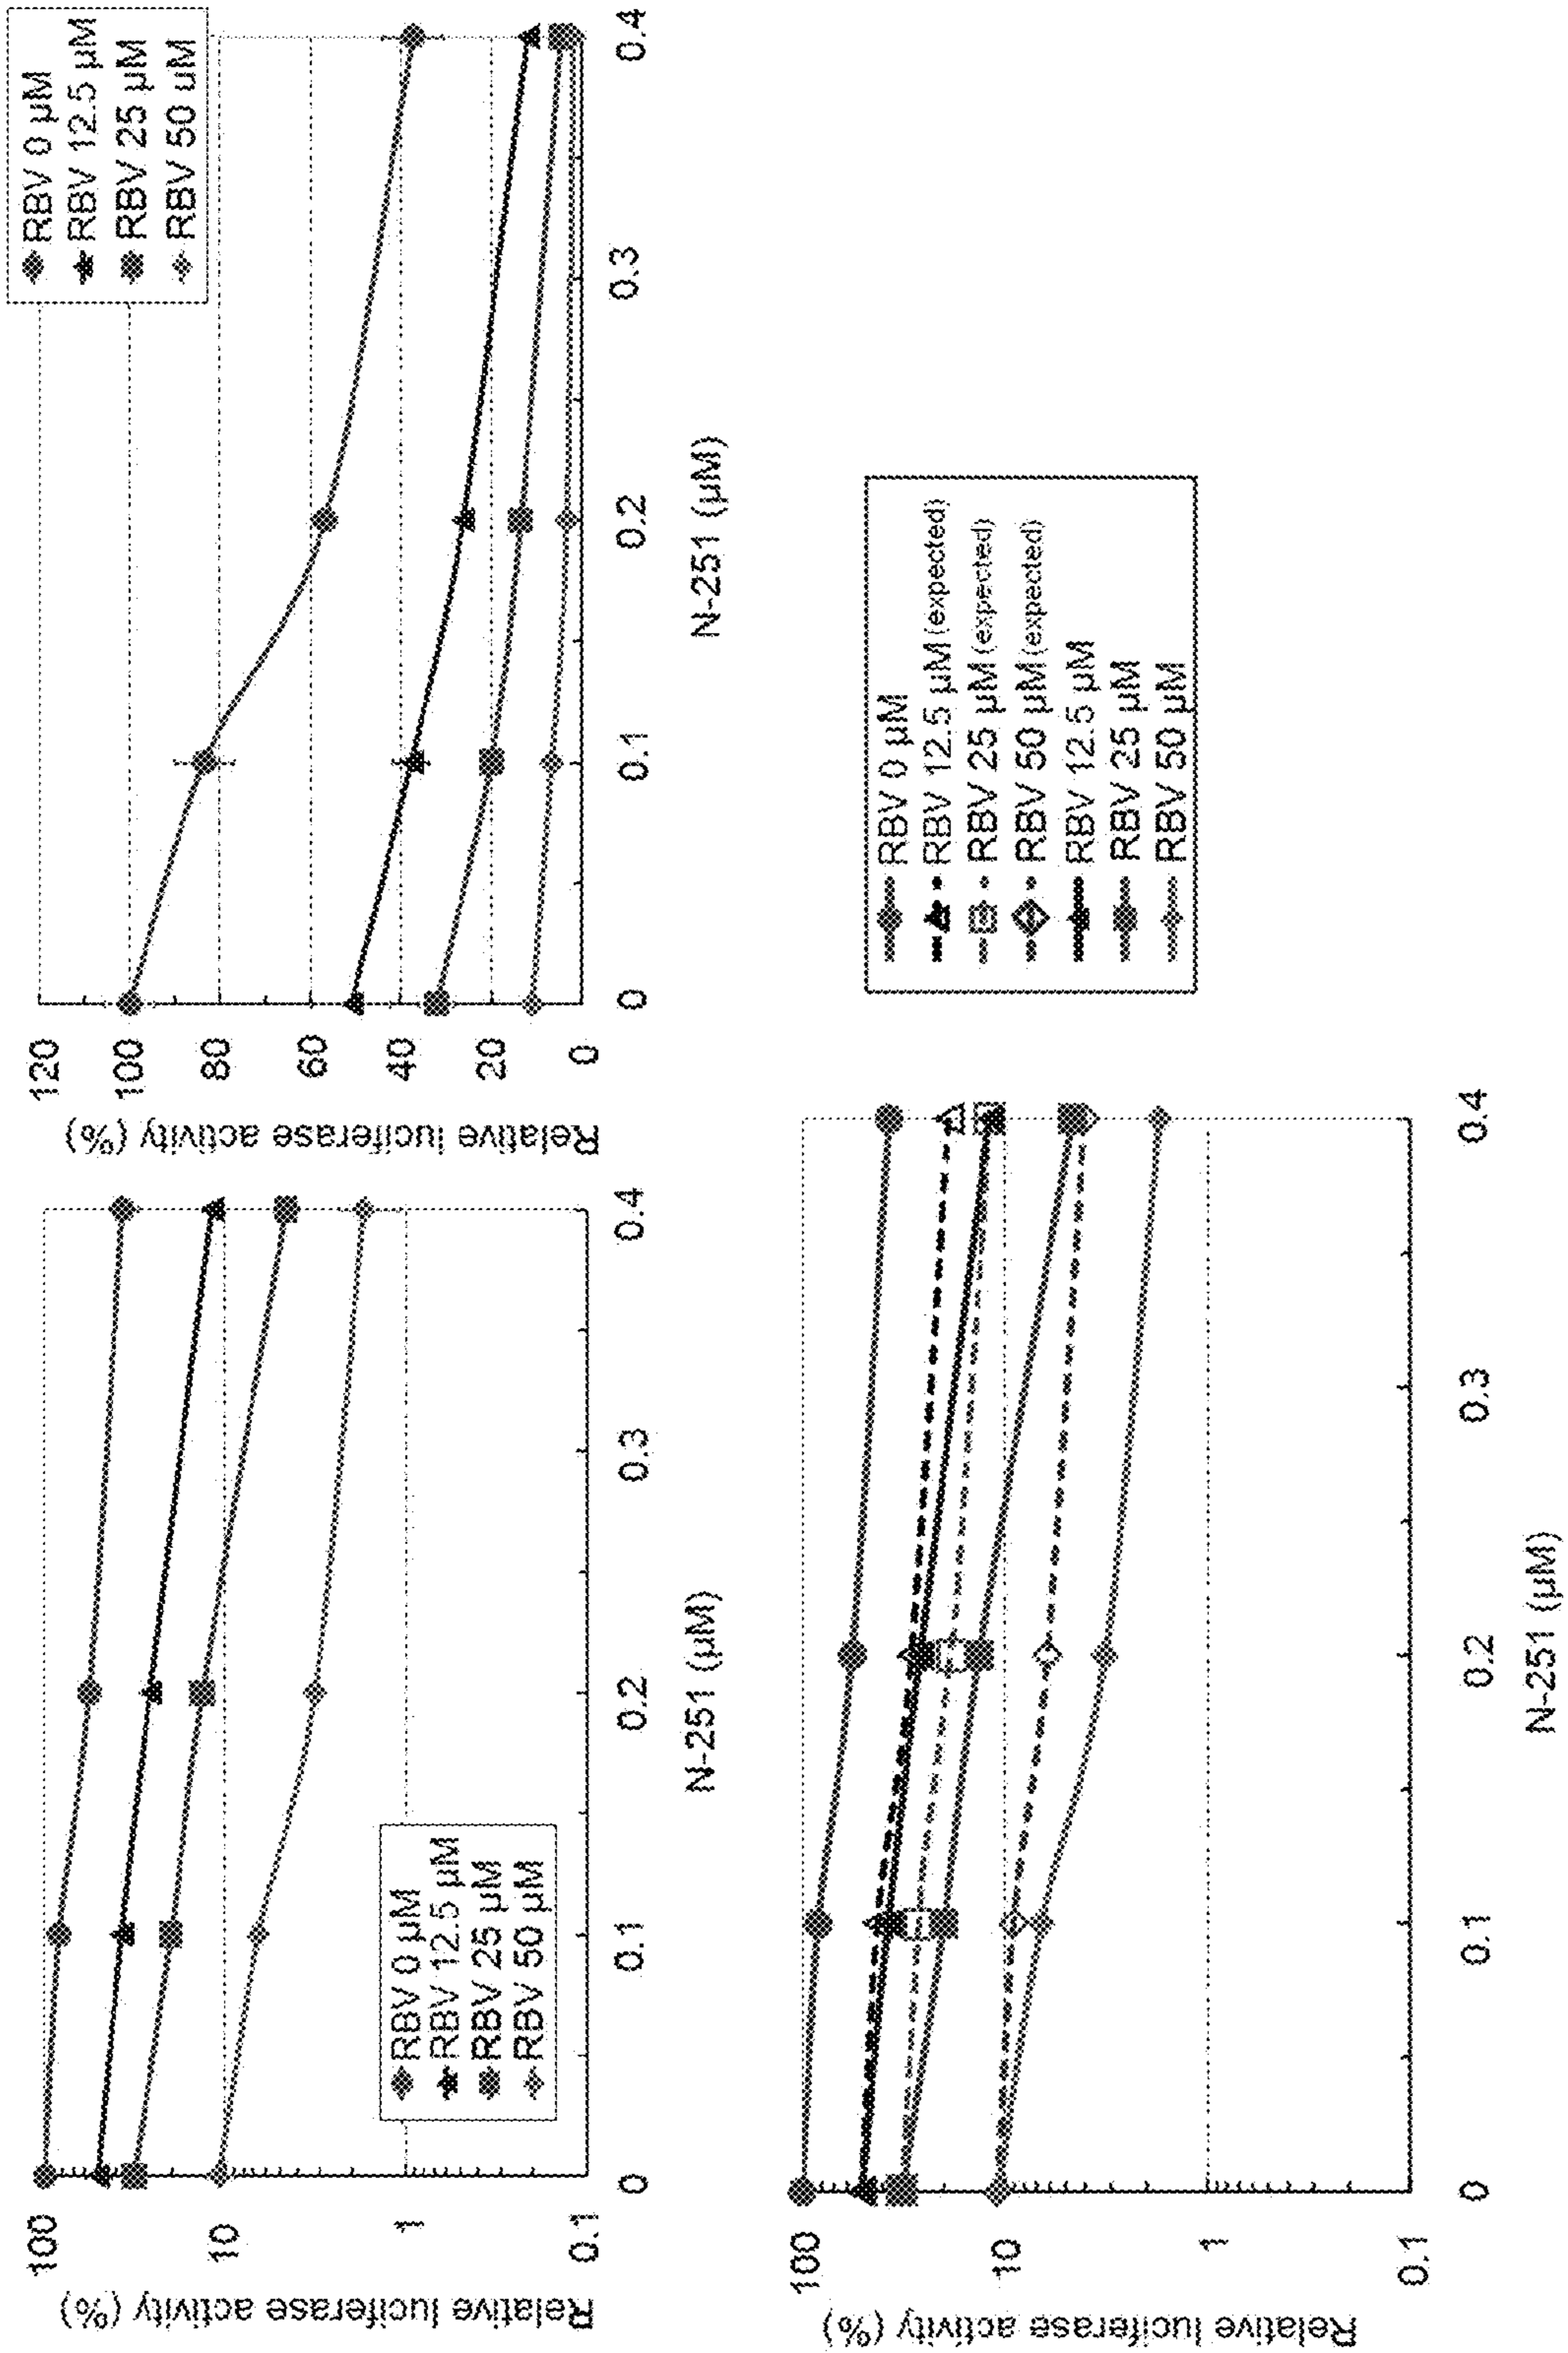 Relative luciferase activity (%)
100
10
1
0.1
0
0.1
0.2
0.3
0.4
N-251 (µM)
RBV 0 µM
RBV 12.5 µM
RBV 25 µM
RBV 50 µM
Relative luciferase activity (%)
120
100
80
60
40
20
0
0
0.1
0.2
0.3
0.4
N-251 (µM)
RBV 0 µM
RBV 12.5 µM
RBV 25 µM
RBV 50 uM
Relative luciferase activity (%)
100
10
1
0.1
0
0.1
0.2
0.3
0.4
N-251 (µM)
RBV 0 µM
RBV 12.5 µM (expected)
RBV 25 µM (expected)
RBV 50 µM (expected)
RBV 12.5 µM
RBV 25 µM
RBV 50 µM